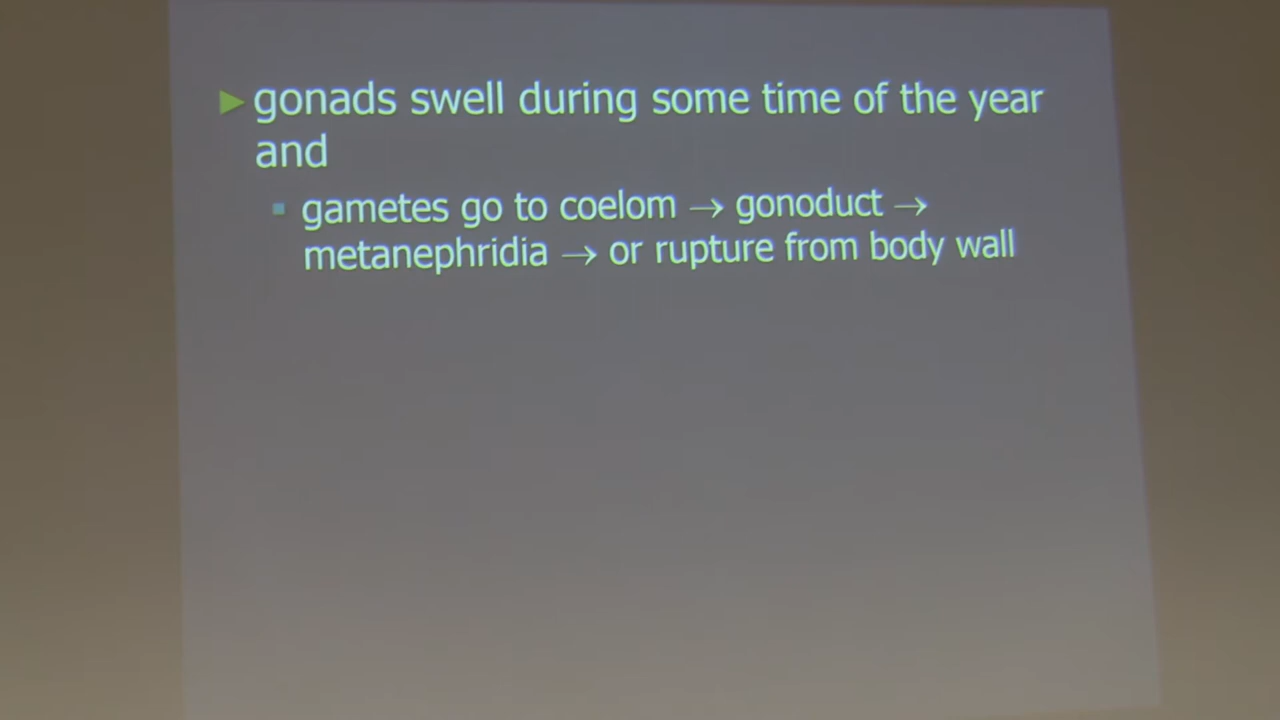 gonads swell during some time of the year
and
gametes go to coelom → gonoduct →
metanephridia → or rupture from body wall